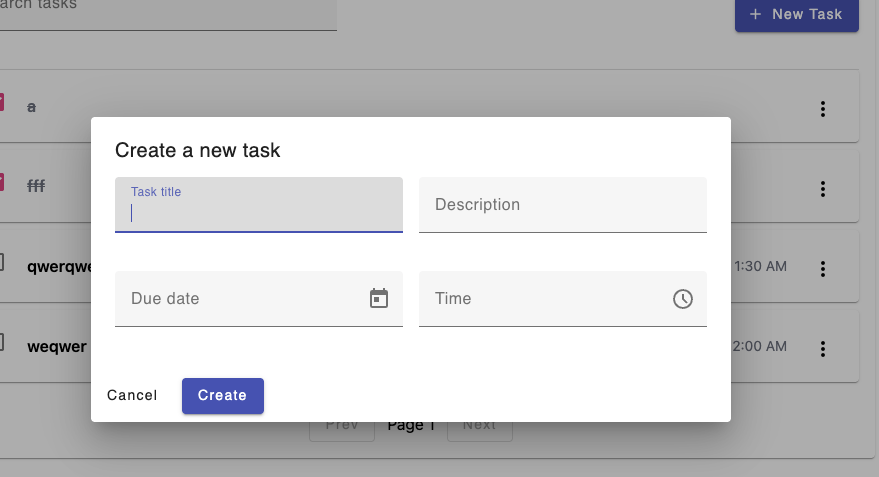 arch tasks
+ New Task
a
fff
Create a new task
Task title
Description
qwerqwe
1:30 AM
Due date
Time
weqwer
2:00 AM
Cancel
Create
Prev
Page 1
Next